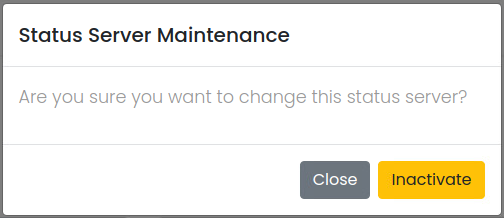 Status Server Maintenance
Are you sure you want to change this status server?
Close
Inactivate